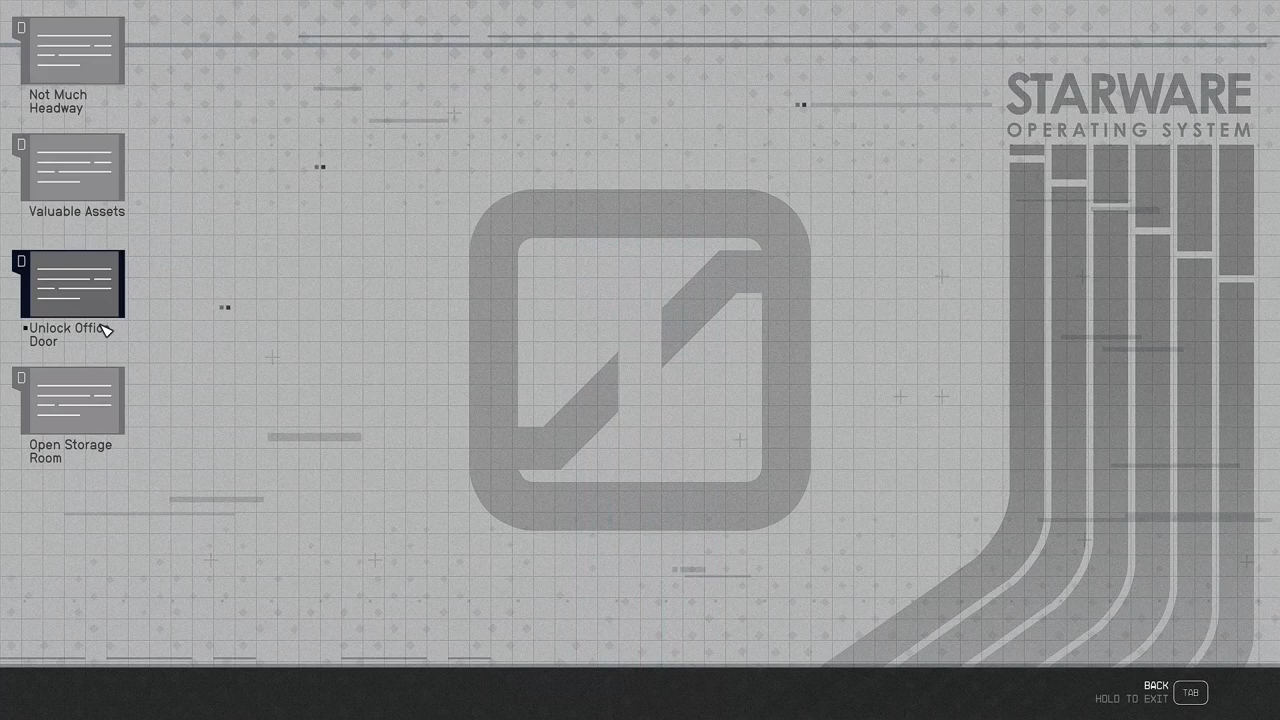 D
Not Much
Headway
D
Valuable Assets
D
Unlock Offic
Door
D
Open Storage
Room
STARWARE
OPERATING SYSTEM
BACK
HOLD TO EXIT
TAB